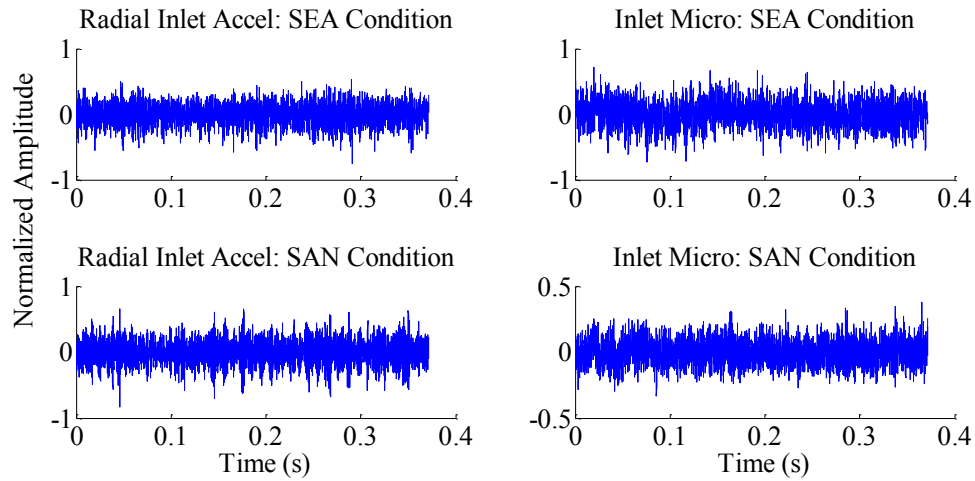 Radial Inlet Accel: SEA Condition
1
0
-1
0 0.1 0.2 0.3 0.4
Inlet Micro: SEA Condition
1
0
-1
0 0.1 0.2 0.3 0.4
Normalized Amplitude
Radial Inlet Accel: SAN Condition
1
0
-1
0 0.1 0.2 0.3 0.4
Time (s)
Inlet Micro: SAN Condition
0.5
0
-0.5
0 0.1 0.2 0.3 0.4
Time (s)